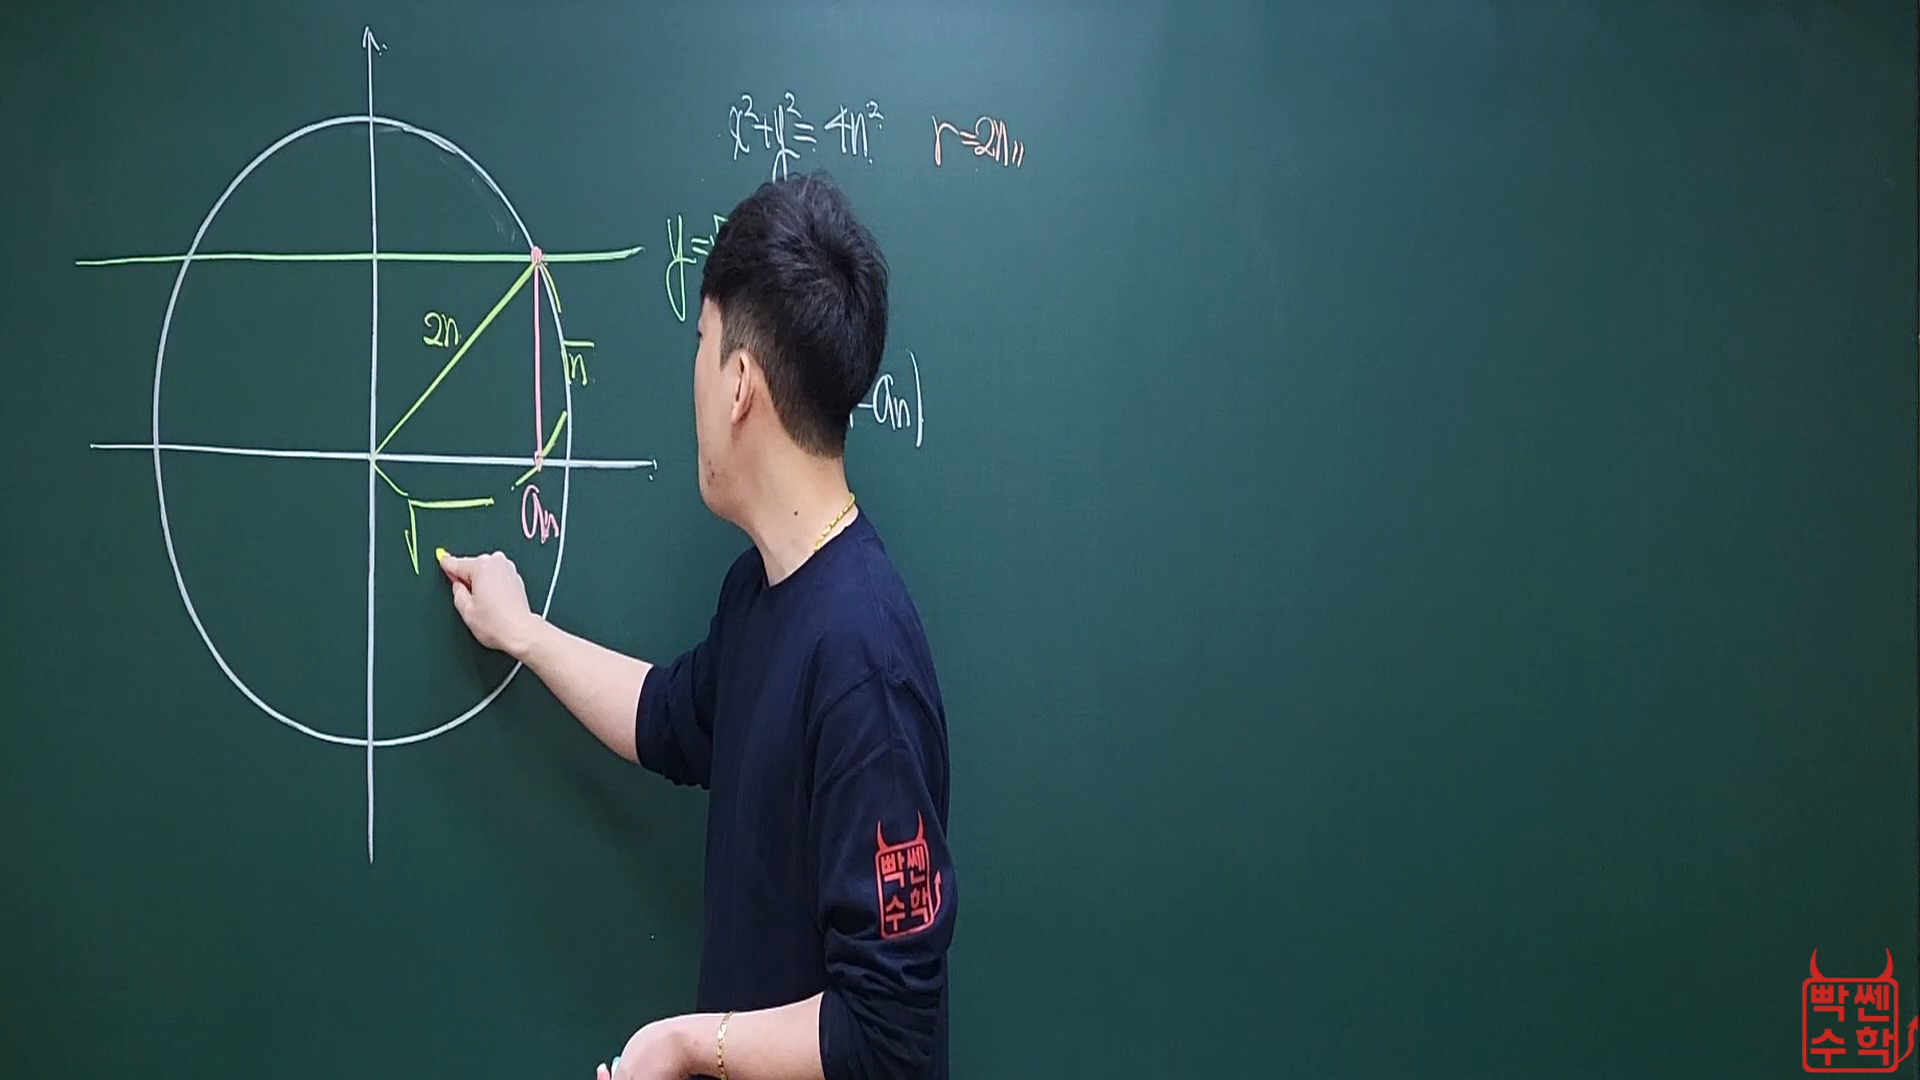 x²+y²=4n² r=2n
y=√
2n
n
-aₙ)
√
aₙ
빡쎈
수학
빡쎈
수학